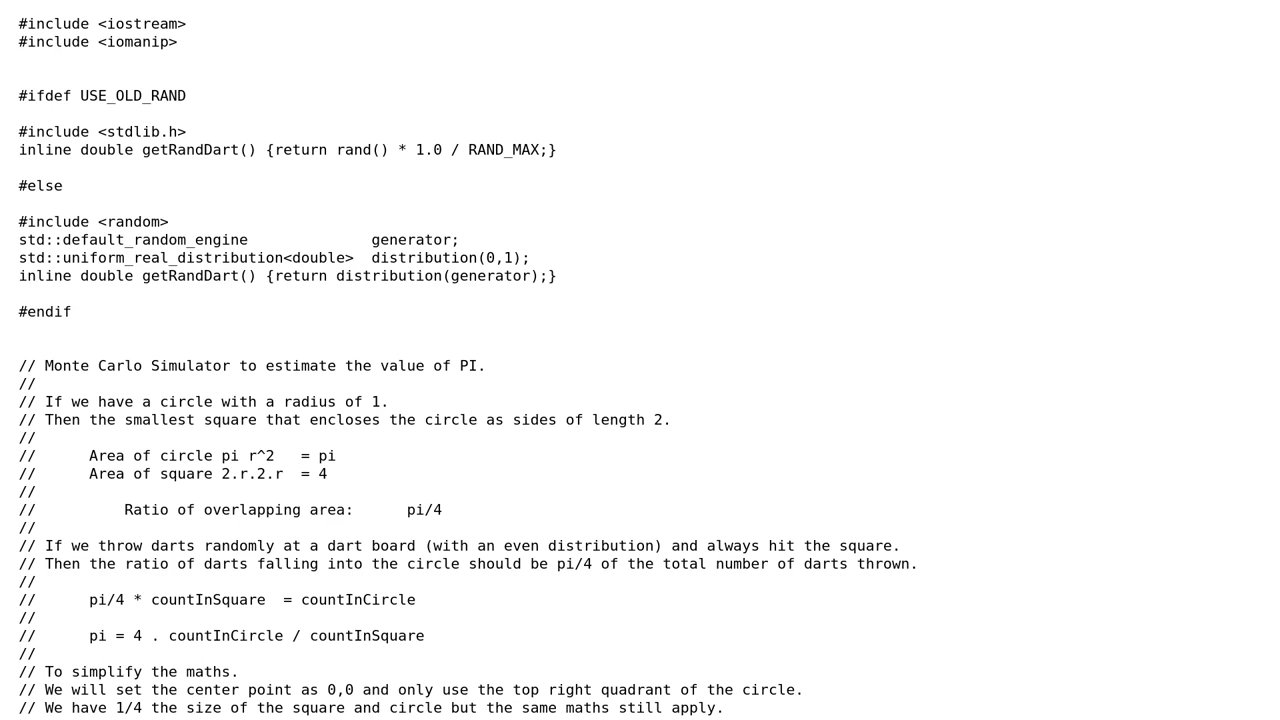 #include <iostream>
#include <iomanip>
#ifdef USE_OLD_RAND
#include <stdlib.h>
inline double getRandDart() {return rand() * 1.0 / RAND_MAX;}
#else
#include <random>
std::default_random_engine              generator;
std::uniform_real_distribution<double>  distribution(0,1);
inline double getRandDart() {return distribution(generator);}
#endif
// Monte Carlo Simulator to estimate the value of PI.
//
// If we have a circle with a radius of 1.
// Then the smallest square that encloses the circle as sides of length 2.
//
//      Area of circle pi r^2   = pi
//      Area of square 2.r.2.r  = 4
//
//          Ratio of overlapping area:      pi/4
//
// If we throw darts randomly at a dart board (with an even distribution) and always hit the square.
// Then the ratio of darts falling into the circle should be pi/4 of the total number of darts thrown.
//
//      pi/4 * countInSquare  = countInCircle
//
//      pi = 4 . countInCircle / countInSquare
//
// To simplify the maths.
// We will set the center point as 0,0 and only use the top right quadrant of the circle.
// We have 1/4 the size of the square and circle but the same maths still apply.